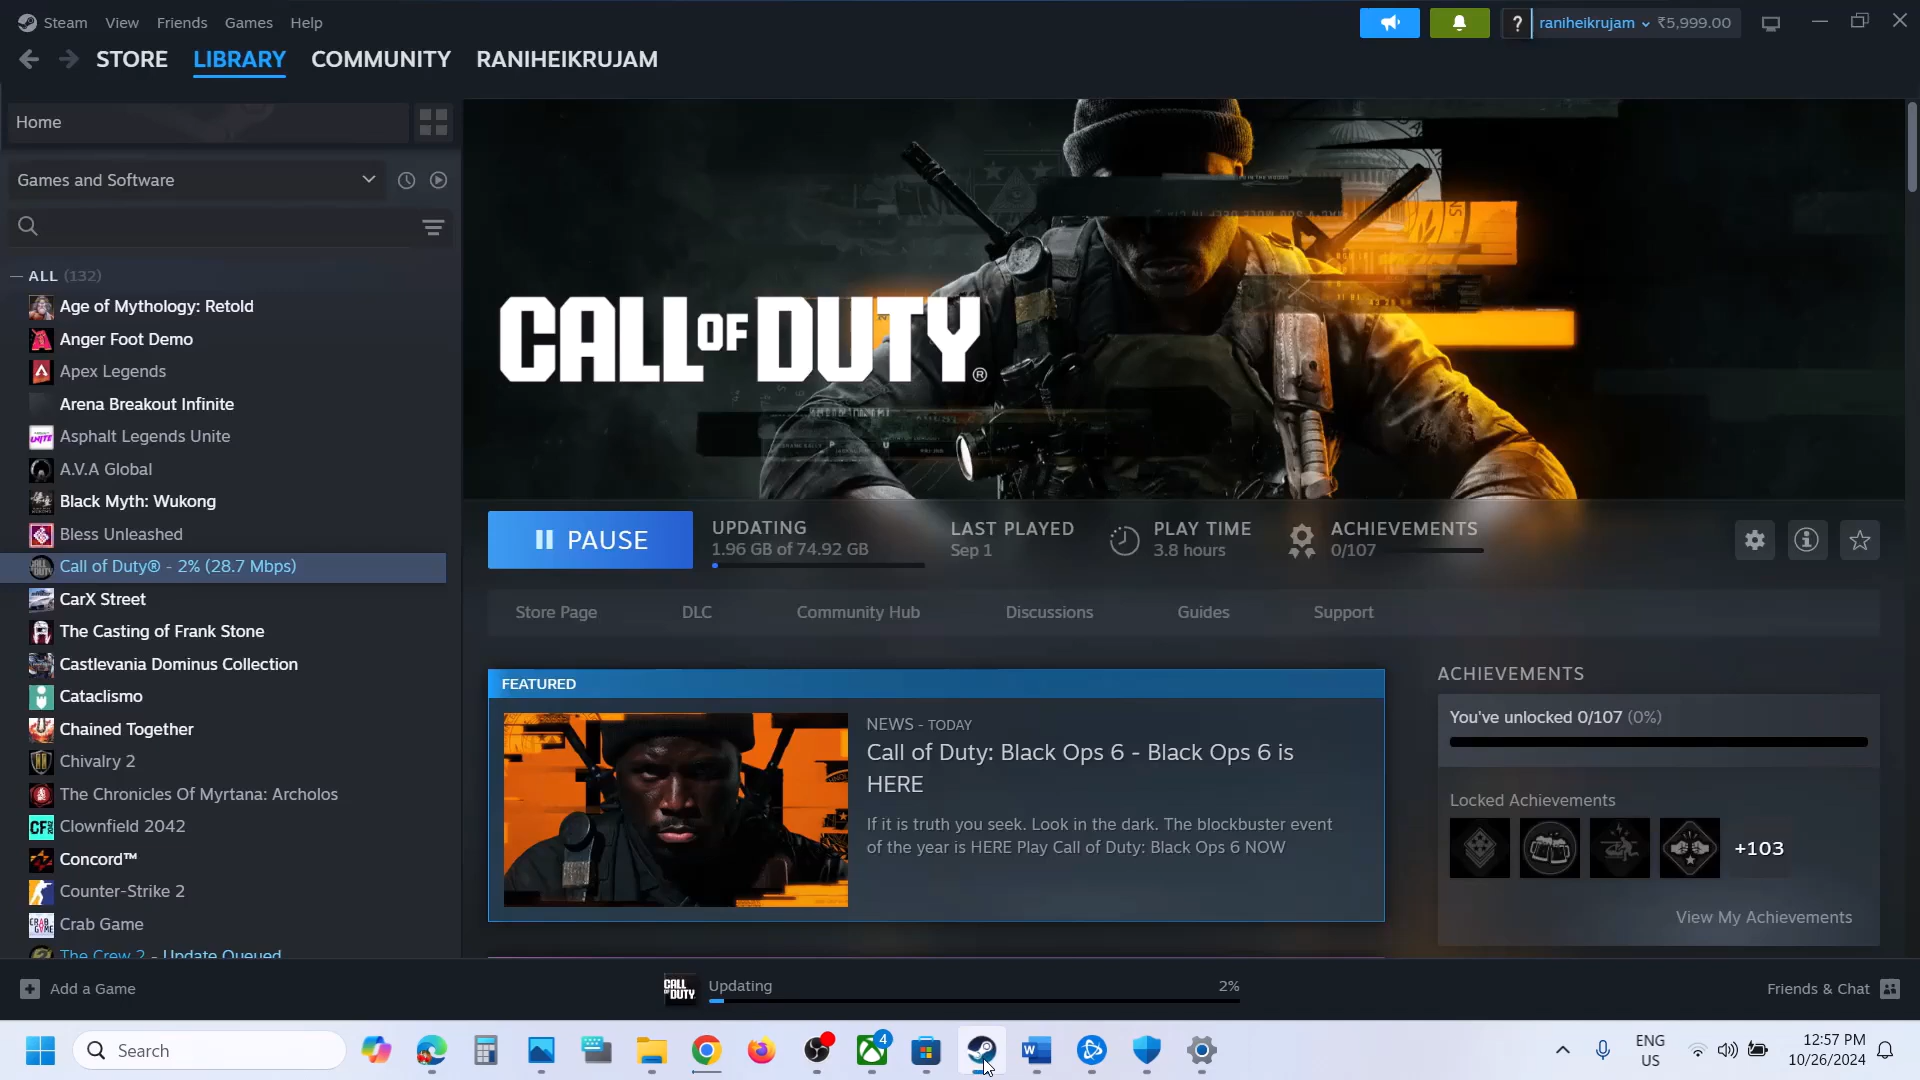 Steam View Friends Games Help
raniheikrujam ₹5,999.00
STORE LIBRARY COMMUNITY RANIHEIKRUJAM
Home
Games and Software
ALL (132)
Age of Mythology: Retold
Anger Foot Demo
Apex Legends
Arena Breakout Infinite
Asphalt Legends Unite
A.V.A Global
Black Myth: Wukong
Bless Unleashed
Call of Duty® - 2% (28.7 Mbps)
CarX Street
The Casting of Frank Stone
Castlevania Dominus Collection
Cataclismo
Chained Together
Chivalry 2
The Chronicles Of Myrtana: Archolos
Clownfield 2042
Concord™
Counter-Strike 2
Crab Game
The Crew 2 - Update Queued
CALL OF DUTY®
PAUSE
UPDATING
1.96 GB of 74.92 GB
LAST PLAYED
Sep 1
PLAY TIME
3.8 hours
ACHIEVEMENTS
0/107
Store Page DLC Community Hub Discussions Guides Support
FEATURED
NEWS - TODAY
Call of Duty: Black Ops 6 - Black Ops 6 is
HERE
If it is truth you seek. Look in the dark. The blockbuster event
of the year is HERE Play Call of Duty: Black Ops 6 NOW
ACHIEVEMENTS
You've unlocked 0/107 (0%)
Locked Achievements
+103
View My Achievements
Add a Game
CALL OF DUTY
Updating 2%
Friends & Chat
Search
4
ENG
US
12:57 PM
10/26/2024